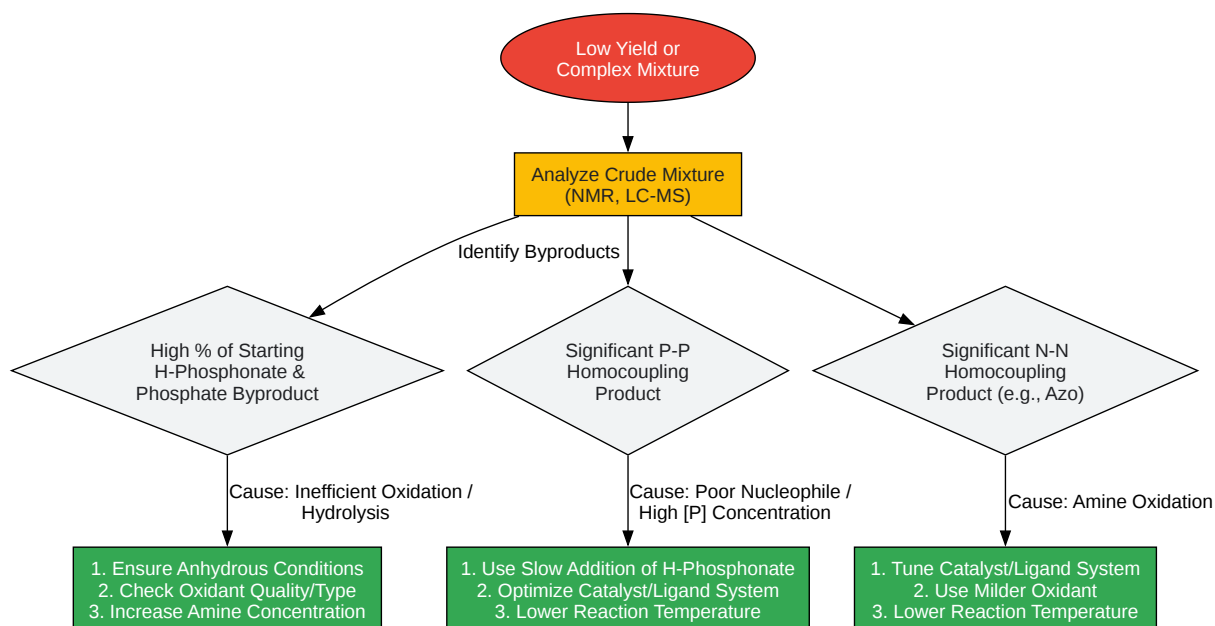 Low Yield or
Complex Mixture
Analyze Crude Mixture
(NMR, LC-MS)
Identify Byproducts
High % of Starting
H-Phosphonate &
Phosphate Byproduct
Significant P-P
Homocoupling
Product
Significant N-N
Homocoupling
Product (e.g., Azo)
Cause: Inefficient Oxidation /
Hydrolysis
Cause: Poor Nucleophile /
High [P] Concentration
Cause: Amine Oxidation
1. Ensure Anhydrous Conditions
2. Check Oxidant Quality/Type
3. Increase Amine Concentration
1. Use Slow Addition of H-Phosphonate
2. Optimize Catalyst/Ligand System
3. Lower Reaction Temperature
1. Tune Catalyst/Ligand System
2. Use Milder Oxidant
3. Lower Reaction Temperature